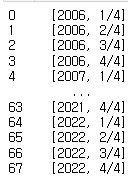 0 [2006, 1/4]
1 [2006, 2/4]
2 [2006, 3/4]
3 [2006, 4/4]
4 [2007, 1/4]
...
63 [2021, 4/4]
64 [2022, 1/4]
65 [2022, 2/4]
66 [2022, 3/4]
67 [2022, 4/4]